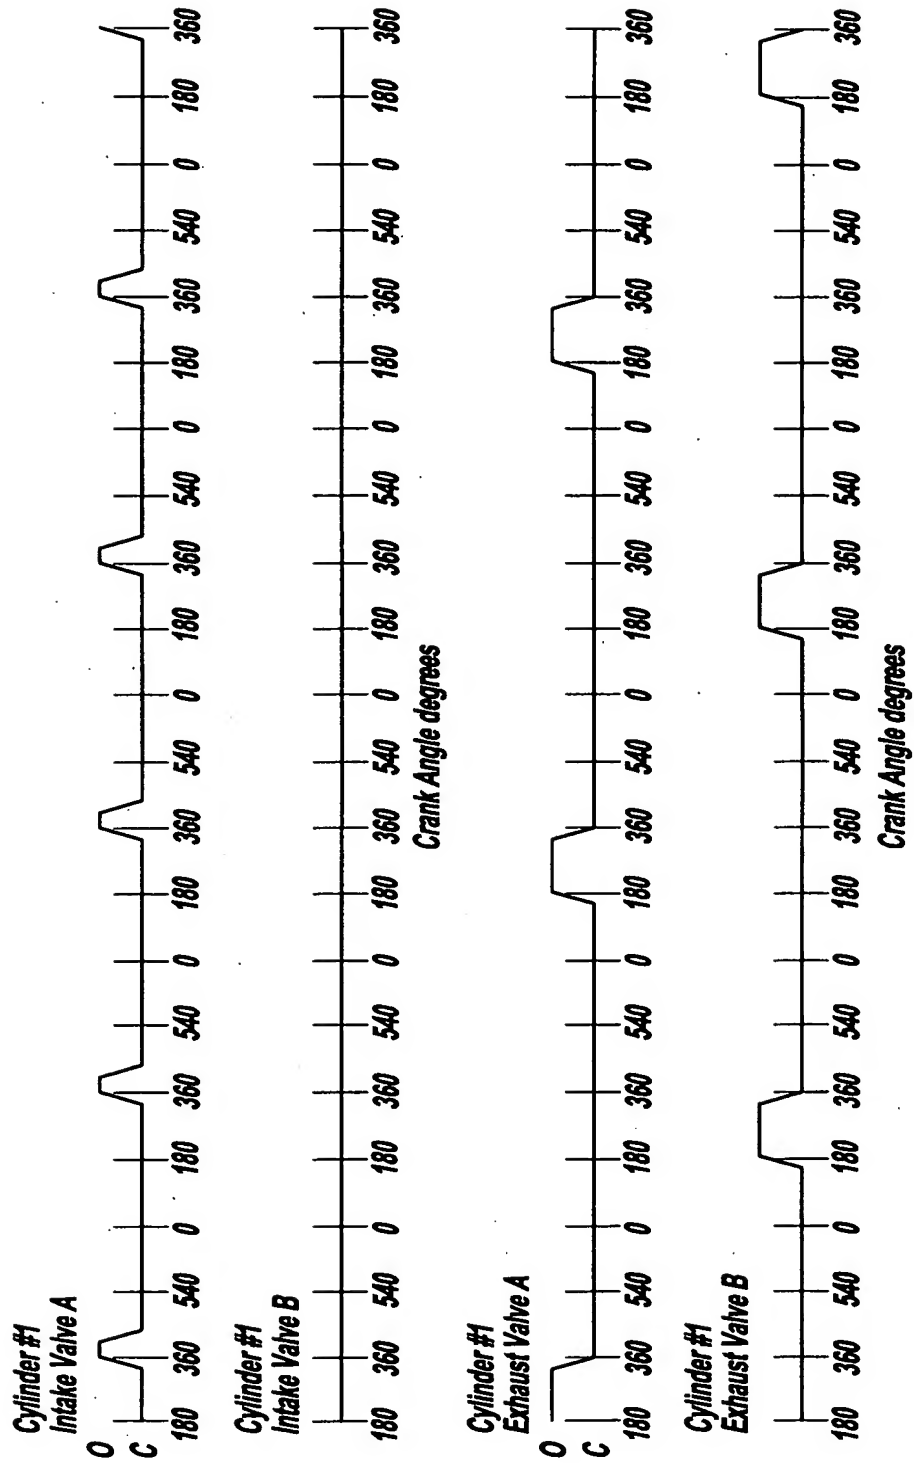 Cylinder #1
Intake Valve A
O
C
180 360 540 0 180 360 540 0 180 360 540 0 180 360 540 0 180 360 540 0 180 360
Cylinder #1
Intake Valve B
180 360 540 0 180 360 540 0 180 360 540 0 180 360 540 0 180 360 540 0 180 360
Crank Angle degrees
Cylinder #1
Exhaust Valve A
O
C
180 360 540 0 180 360 540 0 180 360 540 0 180 360 540 0 180 360 540 0 180 360
Cylinder #1
Exhaust Valve B
180 360 540 0 180 360 540 0 180 360 540 0 180 360 540 0 180 360 540 0 180 360
Crank Angle degrees